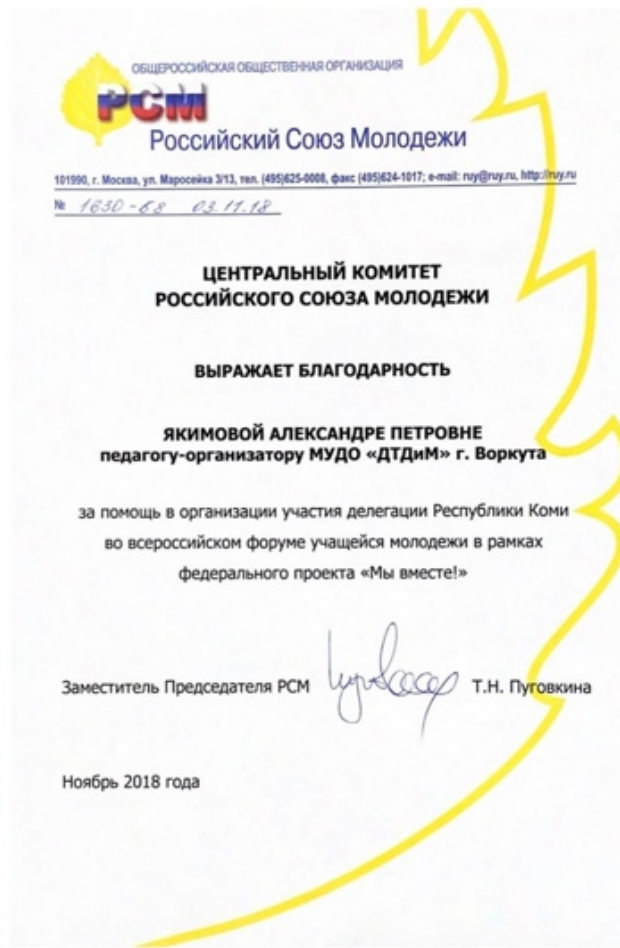 ОБЩЕРОССИЙСКАЯ ОБЩЕСТВЕННАЯ ОРГАНИЗАЦИЯ
РСМ
Российский Союз Молодежи
101990, г. Москва, ул. Маросейка 3/13, тел. (495)625-0008, факс (495)624-1017; e-mail: ruy@ruy.ru, http://ruy.ru
№ 1630-68 03.11.18
ЦЕНТРАЛЬНЫЙ КОМИТЕТ
РОССИЙСКОГО СОЮЗА МОЛОДЕЖИ
ВЫРАЖАЕТ БЛАГОДАРНОСТЬ
ЯКИМОВОЙ АЛЕКСАНДРЕ ПЕТРОВНЕ
педагогу-организатору МУДО «ДТДиМ» г. Воркута
за помощь в организации участия делегации Республики Коми
во всероссийском форуме учащейся молодежи в рамках
федерального проекта «Мы вместе!»
Заместитель Председателя РСМ Т.Н. Пуговкина
Ноябрь 2018 года